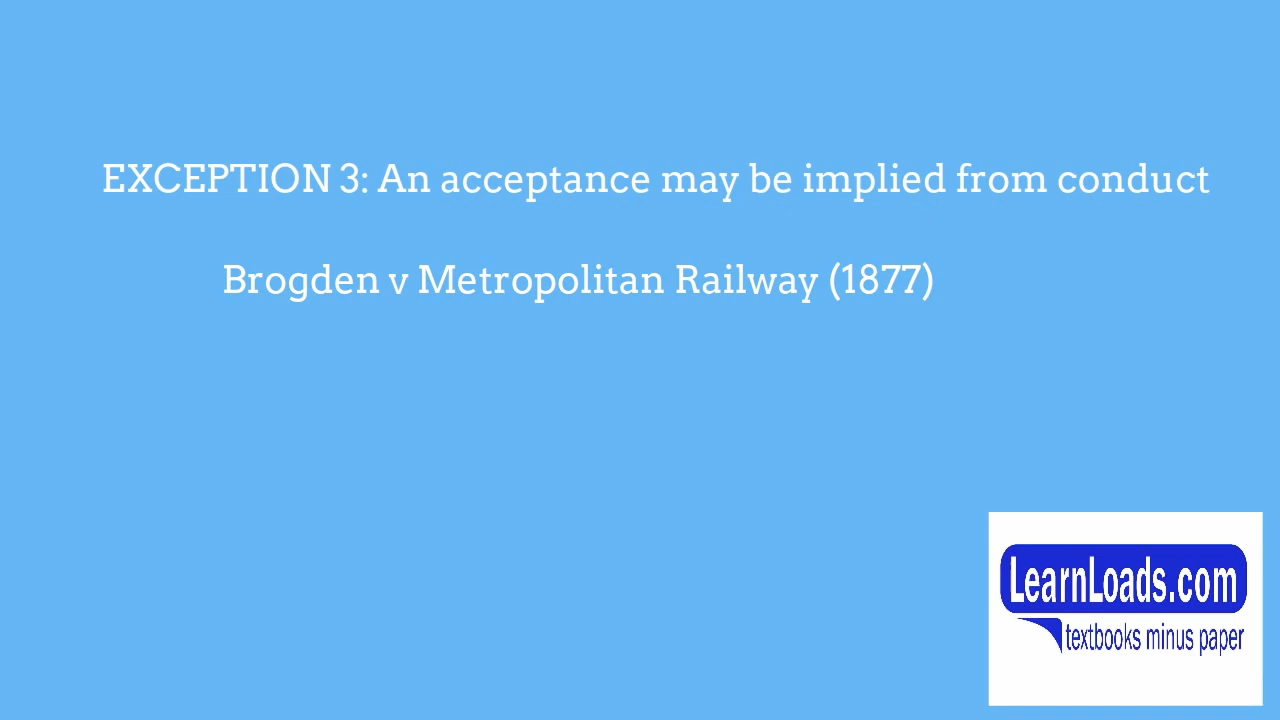 EXCEPTION 3: An acceptance may be implied from conduct
Brogden v Metropolitan Railway (1877)
LearnLoads.com
textbooks minus paper